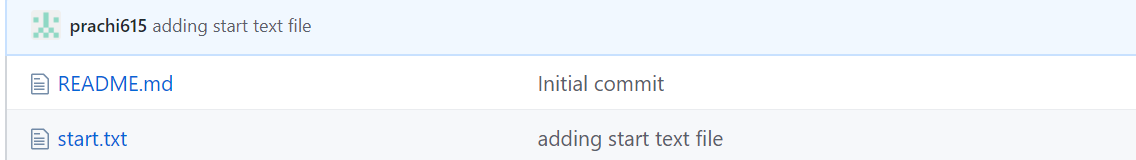 prachi615 adding start text file
README.md Initial commit
start.txt adding start text file